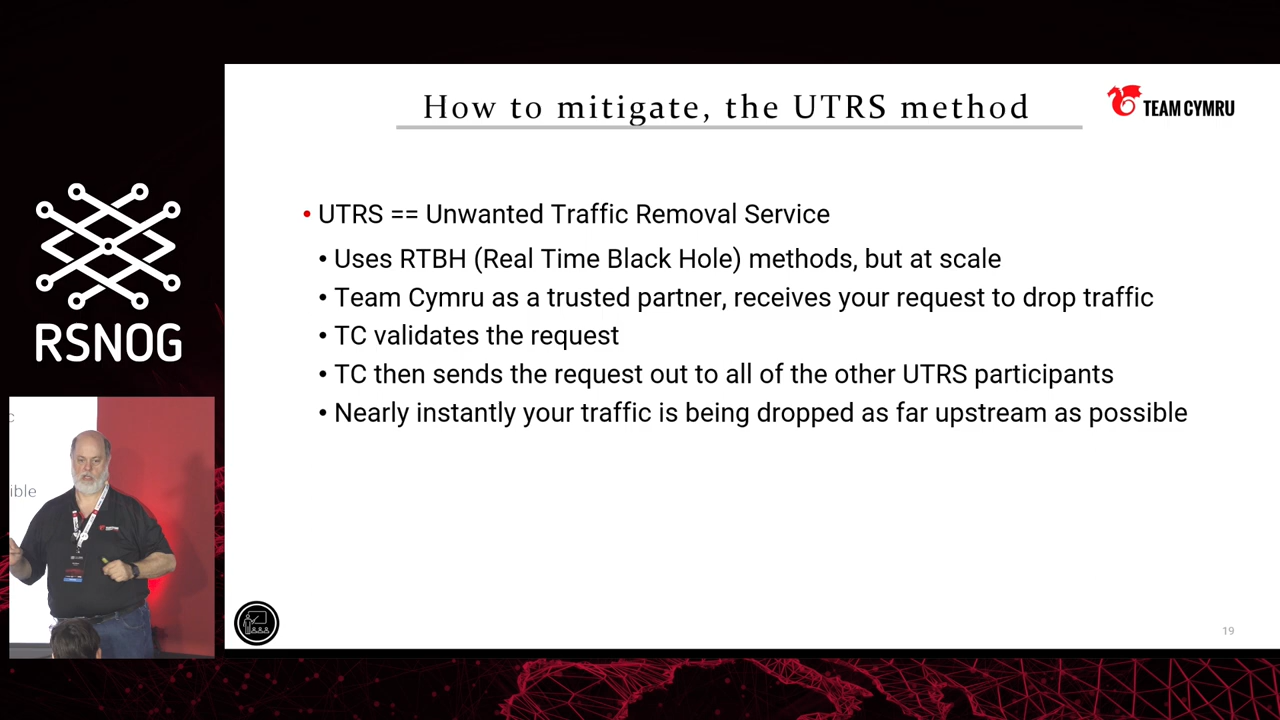 How to mitigate, the UTRS method
TEAM CYMRU
• UTRS == Unwanted Traffic Removal Service
• Uses RTBH (Real Time Black Hole) methods, but at scale
• Team Cymru as a trusted partner, receives your request to drop traffic
• TC validates the request
• TC then sends the request out to all of the other UTRS participants
• Nearly instantly your traffic is being dropped as far upstream as possible
RSNOG
c
ible
19